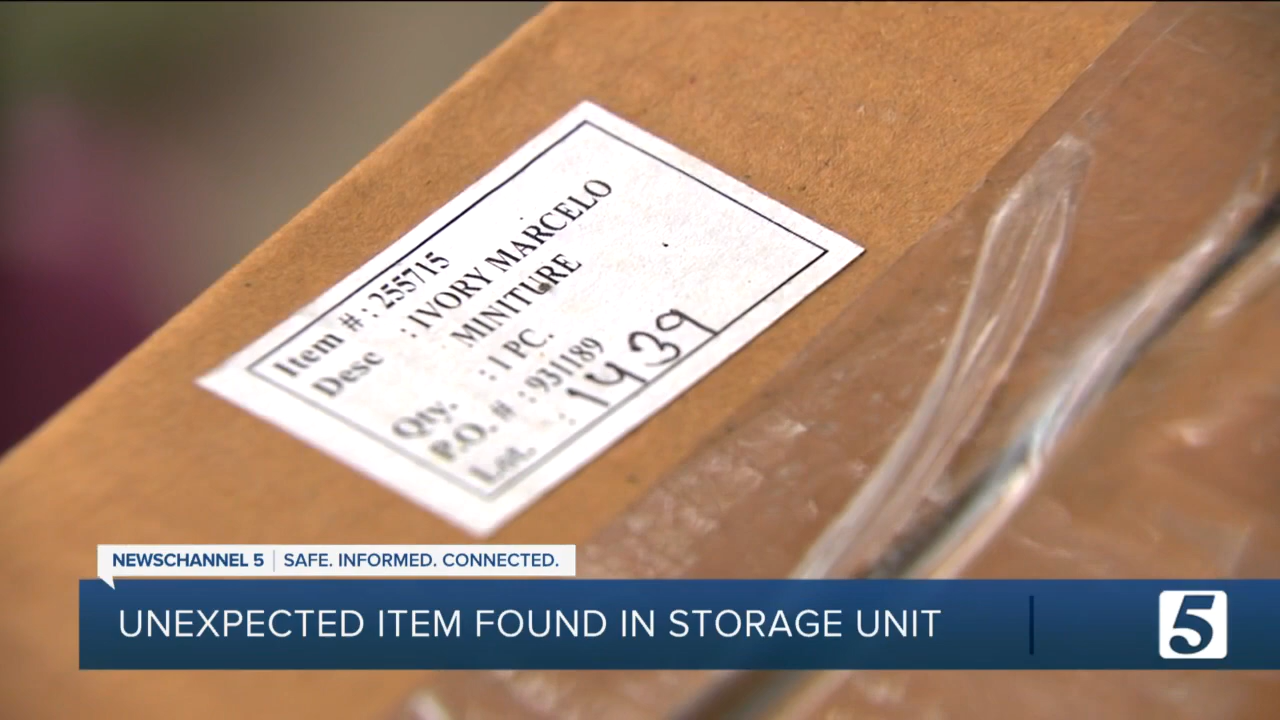 Item # : 255715
Desc : IVORY MARCELO
MINITURE
Qty. : 1 PC.
P.O. # : 931189
Lot. : 1439
NEWSCHANNEL 5 | SAFE. INFORMED. CONNECTED.
UNEXPECTED ITEM FOUND IN STORAGE UNIT
5